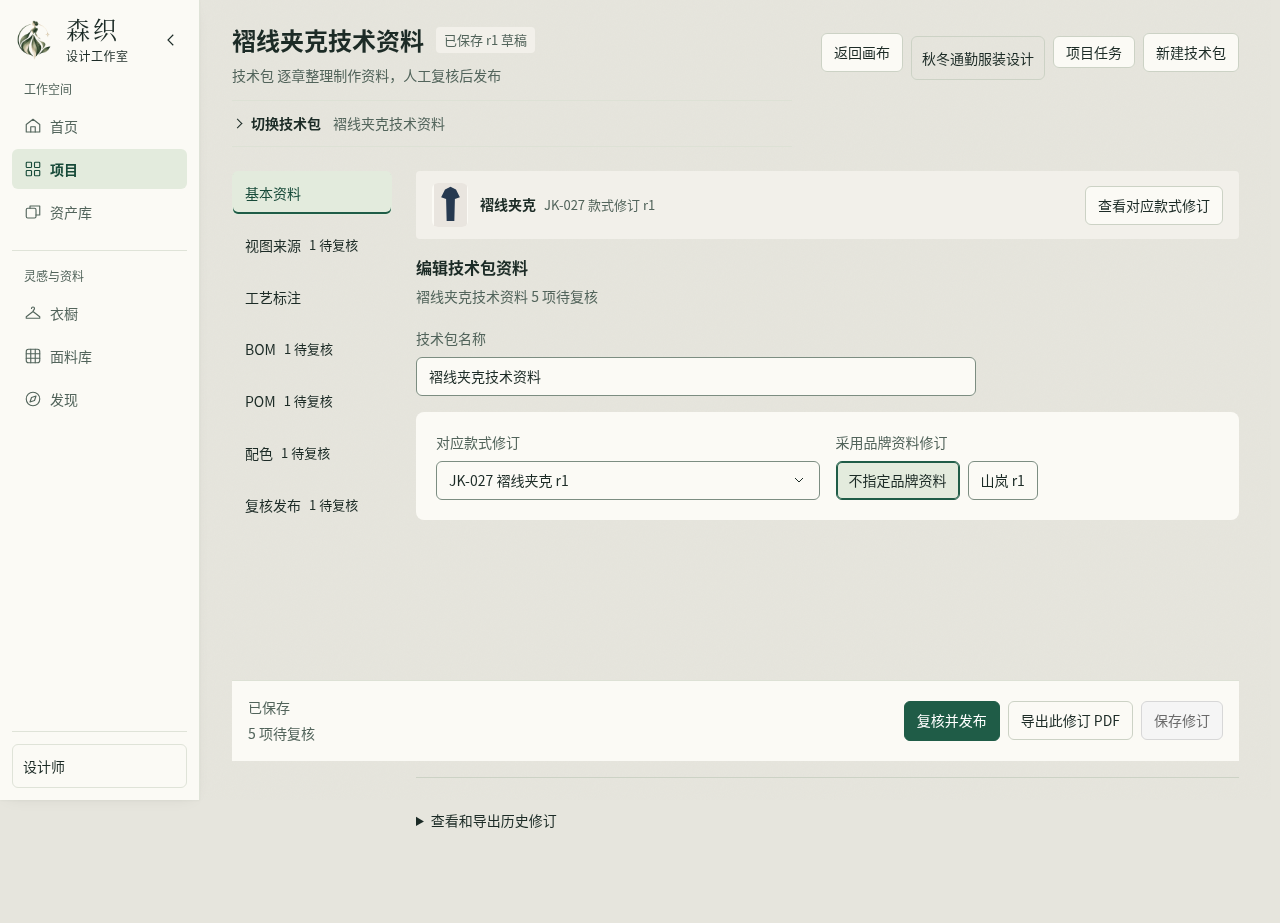 森织
设计工作室
工作空间
首页
项目
资产库
灵感与资料
衣橱
面料库
发现
设计师
褶线夹克技术资料 已保存 r1 草稿
技术包 逐章整理制作资料，人工复核后发布
返回画布 秋冬通勤服装设计 项目任务 新建技术包
切换技术包 褶线夹克技术资料
基本资料
视图来源 1 待复核
工艺标注
BOM 1 待复核
POM 1 待复核
配色 1 待复核
复核发布 1 待复核
褶线夹克 JK-027 款式修订 r1 查看对应款式修订
编辑技术包资料
褶线夹克技术资料 5 项待复核
技术包名称
褶线夹克技术资料
对应款式修订 采用品牌资料修订
JK-027 褶线夹克 r1 不指定品牌资料 山岚 r1
已保存
5 项待复核
复核并发布 导出此修订 PDF 保存修订
查看和导出历史修订